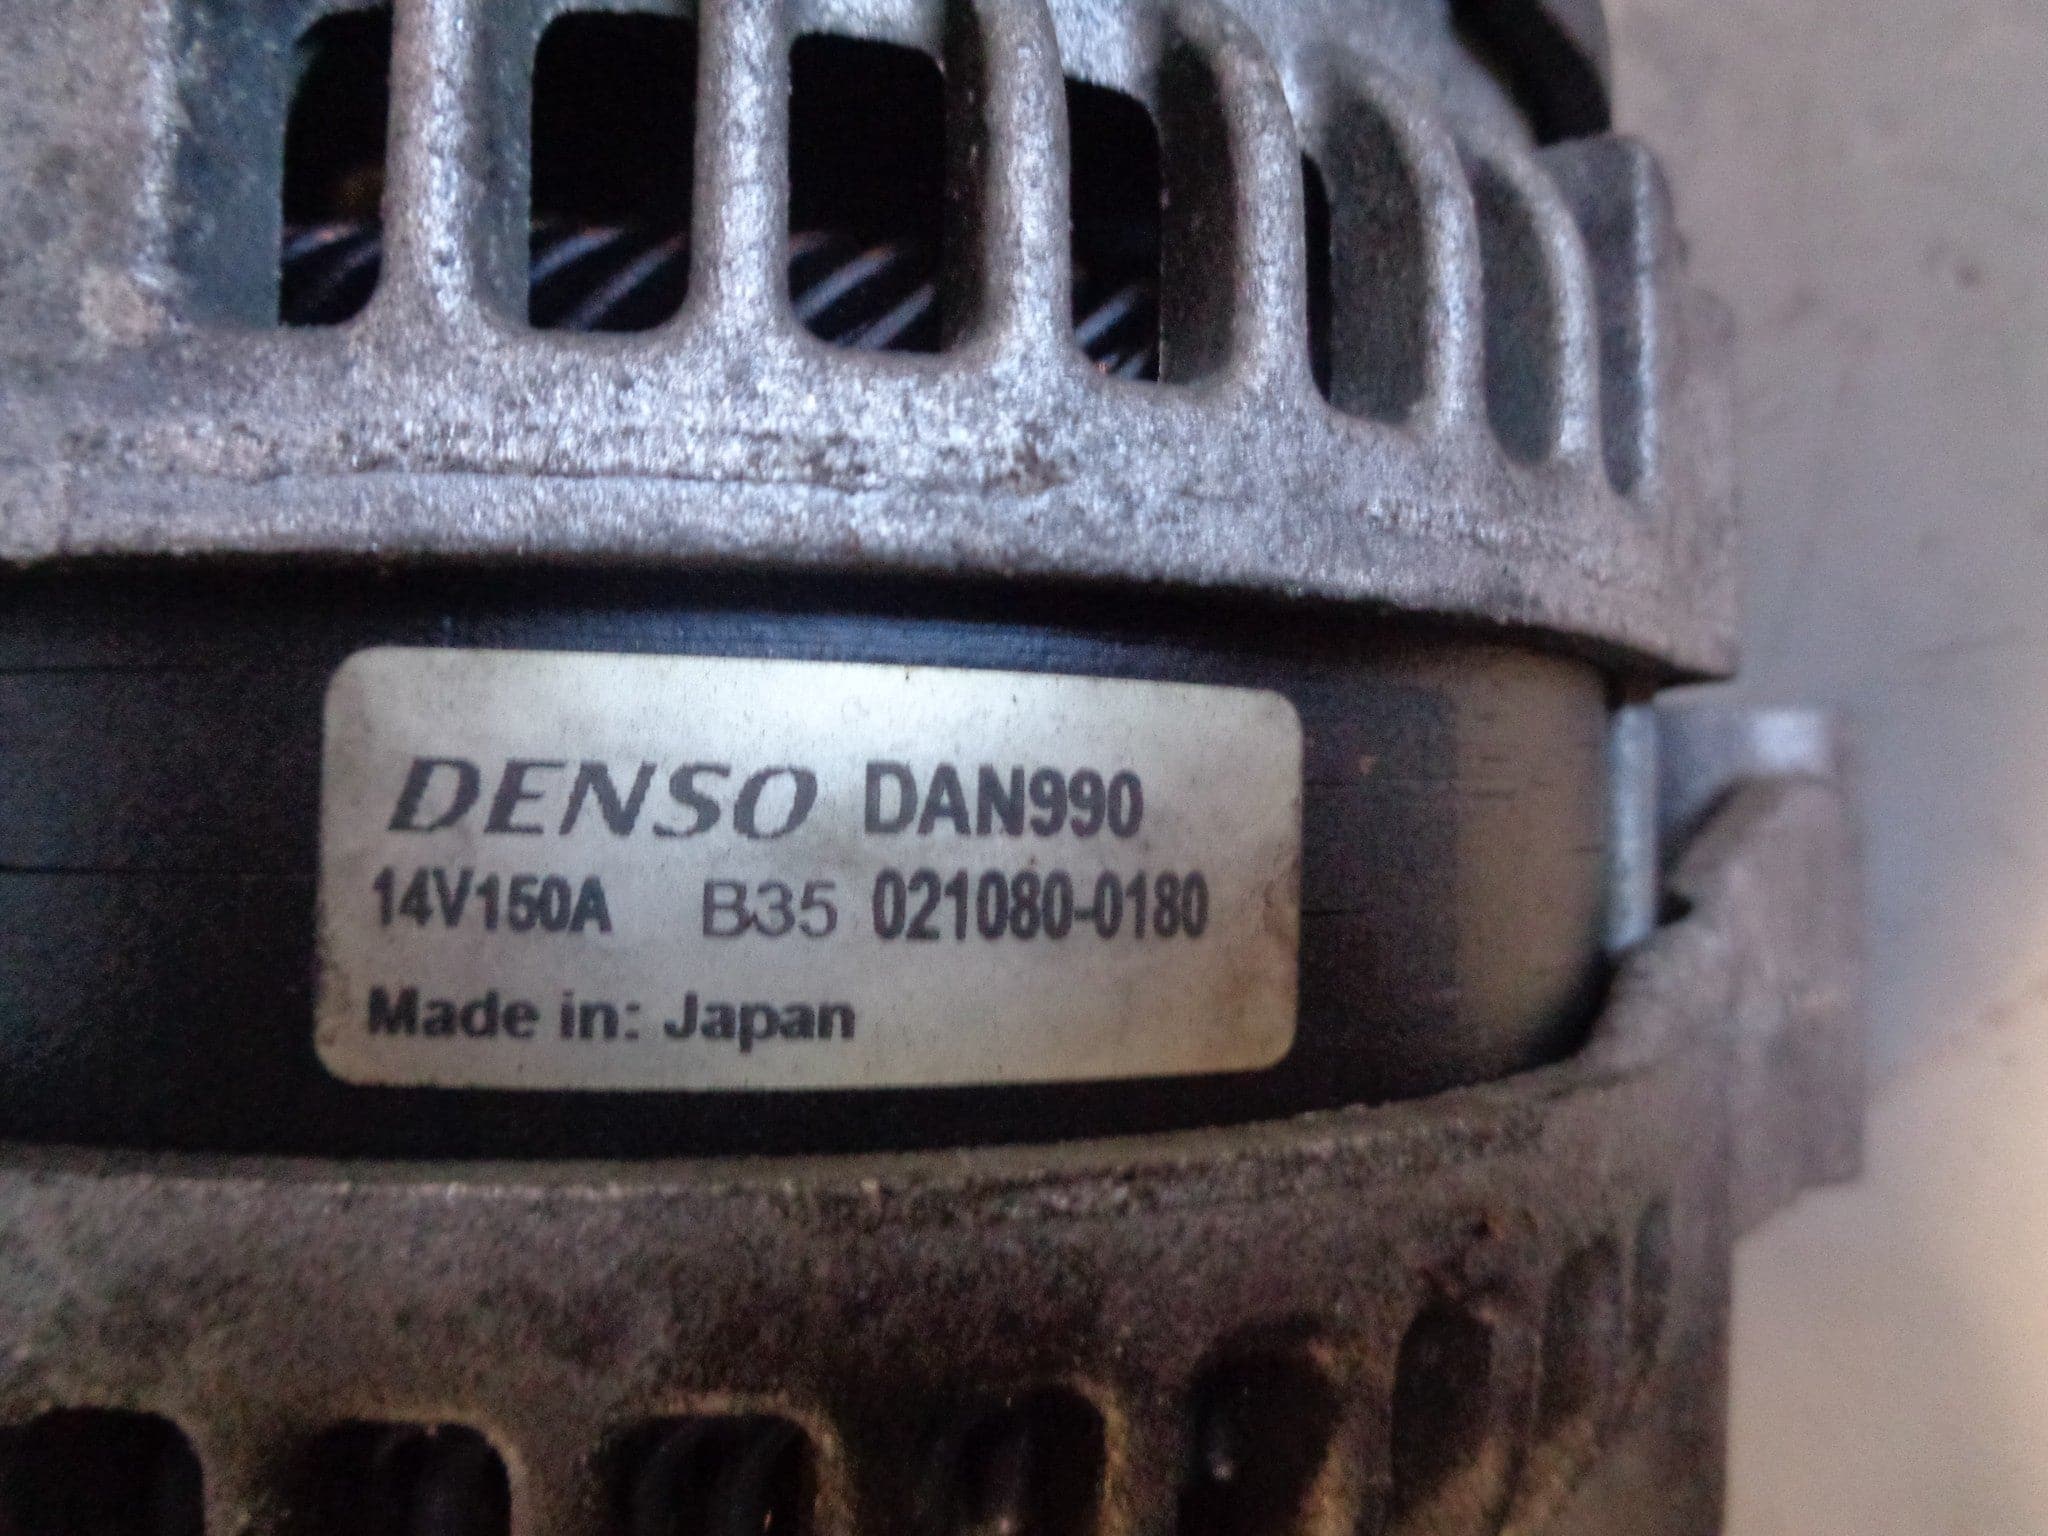 DENSO DAN990
14V150A B35 021080-0180
Made in: Japan